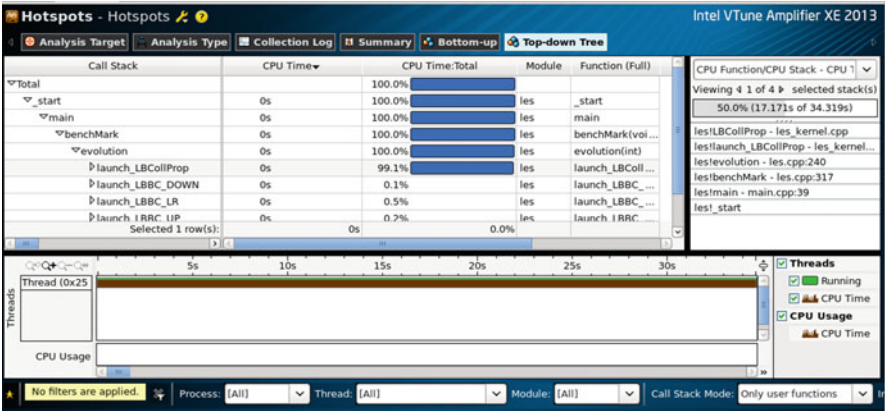 Hotspots - Hotspots
Intel VTune Amplifier XE 2013
Analysis Target
Analysis Type
Collection Log
Summary
Bottom-up
Top-down Tree
Call Stack CPU Time CPU Time:Total Module Function (Full)
Total 100.0%
_start 0s 100.0% les _start
main 0s 100.0% les main
benchMark 0s 100.0% les benchMark(voi...
evolution 0s 100.0% les evolution(int)
launch_LBCollProp 0s 99.1% les launch_LBColl...
launch_LBBC_DOWN 0s 0.1% les launch_LBBC_...
launch_LBBC_LR 0s 0.5% les launch_LBBC_...
launch_LBBC_UP 0s 0.2% les launch_LBBC_...
Selected 1 row(s): 0s 0.0%
CPU Function/CPU Stack - CPU
Viewing 1 of 4 selected stack(s)
50.0% (17.171s of 34.319s)
les!LBCollProp - les_kernel.cpp
les!launch_LBCollProp - les_kernel...
les!evolution - les.cpp:240
les!benchMark - les.cpp:317
les!main - main.cpp:39
les!_start
5s 10s 15s 20s 25s 30s
Threads
Thread (0x25
CPU Usage
Threads
Running
CPU Time
CPU Usage
CPU Time
No filters are applied. Process: [All] Thread: [All] Module: [All] Call Stack Mode: Only user functions